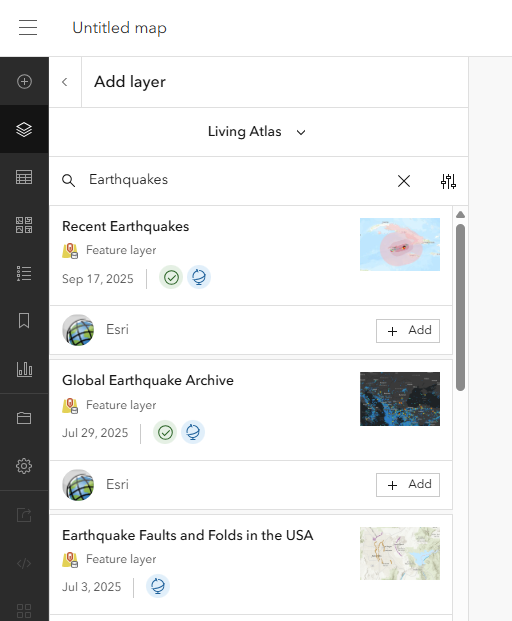 Untitled map
Add layer
Living Atlas
Earthquakes
Recent Earthquakes
Feature layer
Sep 17, 2025
Esri
Add
Global Earthquake Archive
Feature layer
Jul 29, 2025
Esri
Add
Earthquake Faults and Folds in the USA
Feature layer
Jul 3, 2025